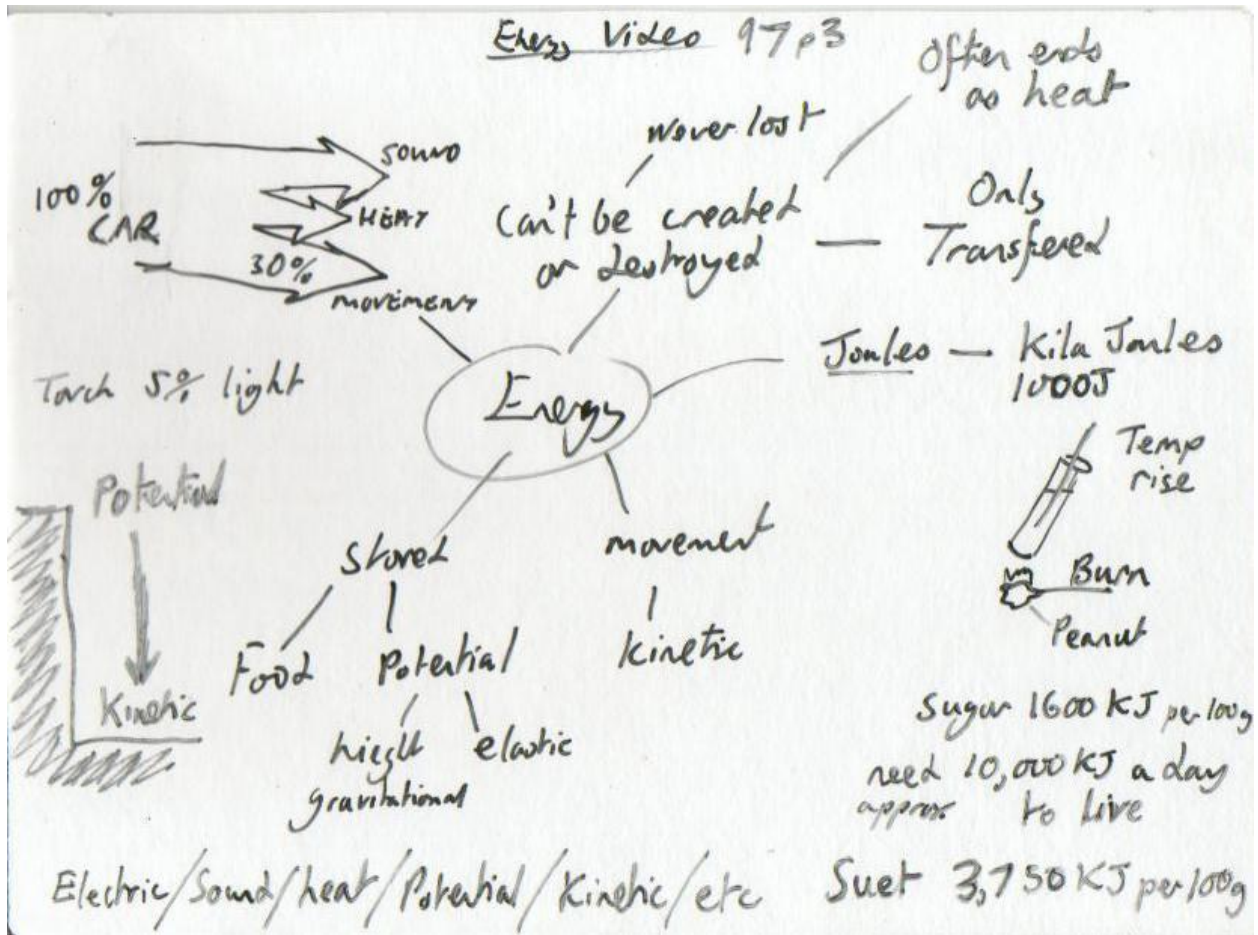 Energy Video 97p3
Often ends
as heat
Never lost
Can't be created
or destroyed
Only
Transfered
100%
CAR
SOUND
HEAT
30%
MOVEMENT
Torch 5% light
Energy
Joules — Kila Joules
1000J
Temp
rise
Burn
Peanut
Potential
Kinetic
Stored
Food
Potential
hieght
gravitational
elastic
movement
Kinetic
Sugar 1600 KJ per 100g
need 10,000 KJ a day
approx to live
Suet 3,750 KJ per 100g
Electric/Sound/heat/Potential/Kinetic/etc